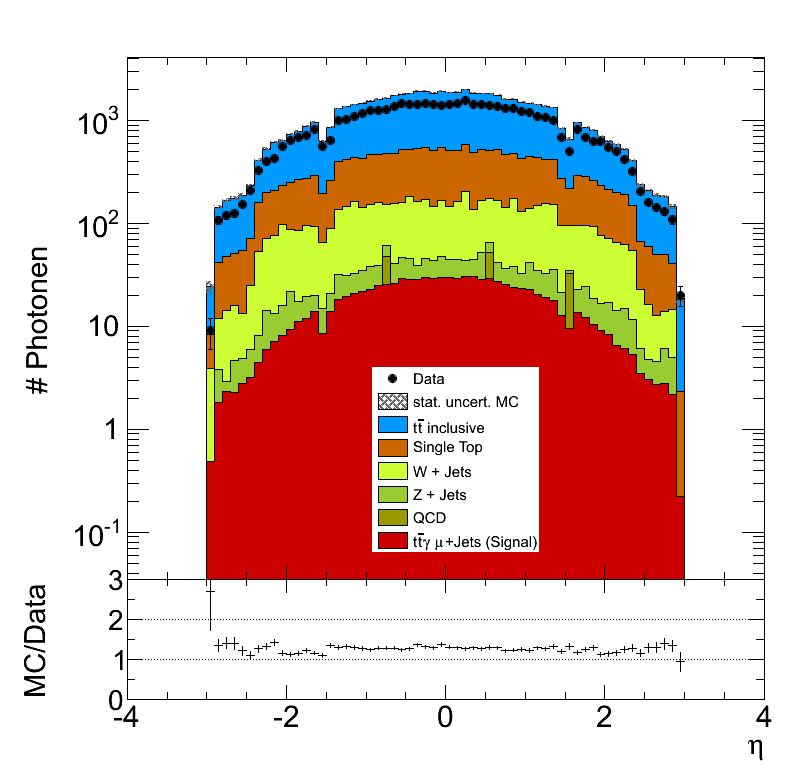 # Photonen
10³
10²
10
1
10⁻¹
Data
stat. uncert. MC
tt̄ inclusive
Single Top
W + Jets
Z + Jets
QCD
tt̄γ μ+Jets (Signal)
MC/Data
3
2
1
0
-4 -2 0 2 4
η